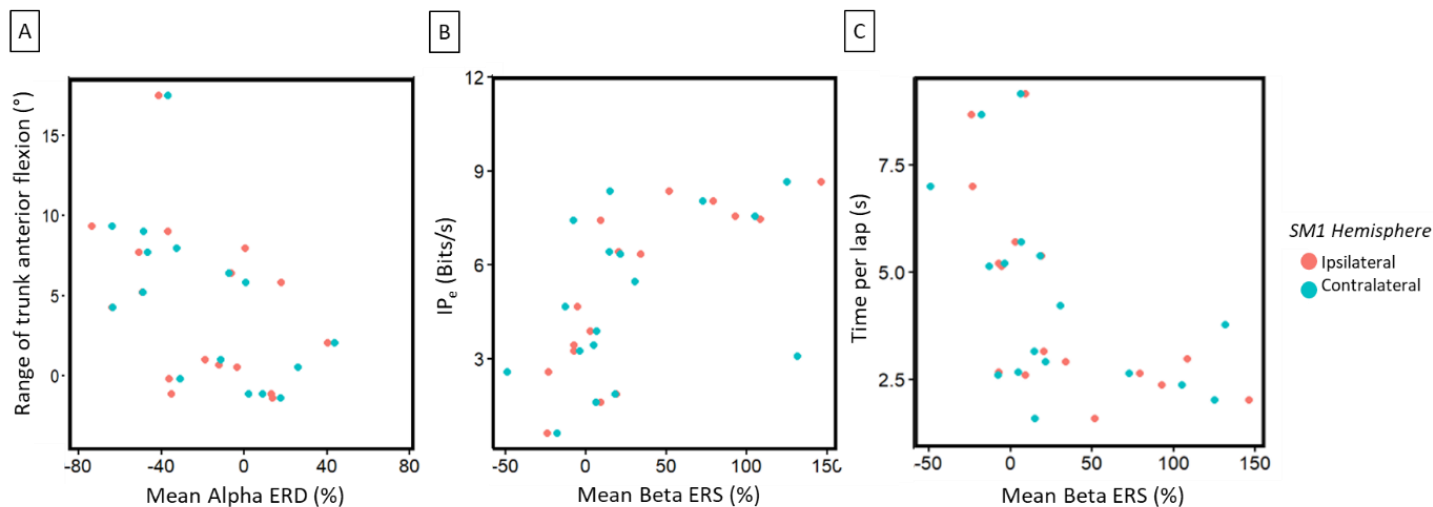 A
B
C
Range of trunk anterior flexion (°)
15
10
5
0
-80
-40
0
40
80
Mean Alpha ERD (%)
IPe (Bits/s)
12
9
6
3
-50
0
50
100
150
Mean Beta ERS (%)
Time per lap (s)
7.5
5.0
2.5
-50
0
50
100
150
Mean Beta ERS (%)
SM1 Hemisphere
Ipsilateral
Contralateral